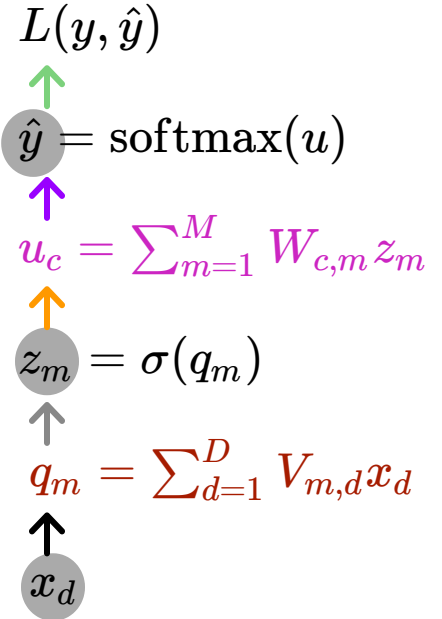 L(y, ŷ)
ŷ = softmax(u)
u_c = ∑_{m=1}^{M} W_{c,m} z_m
z_m = σ(q_m)
q_m = ∑_{d=1}^{D} V_{m,d} x_d
x_d